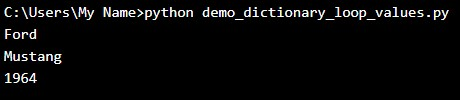 C:\Users\My Name>python demo_dictionary_loop_values.py
Ford
Mustang
1964